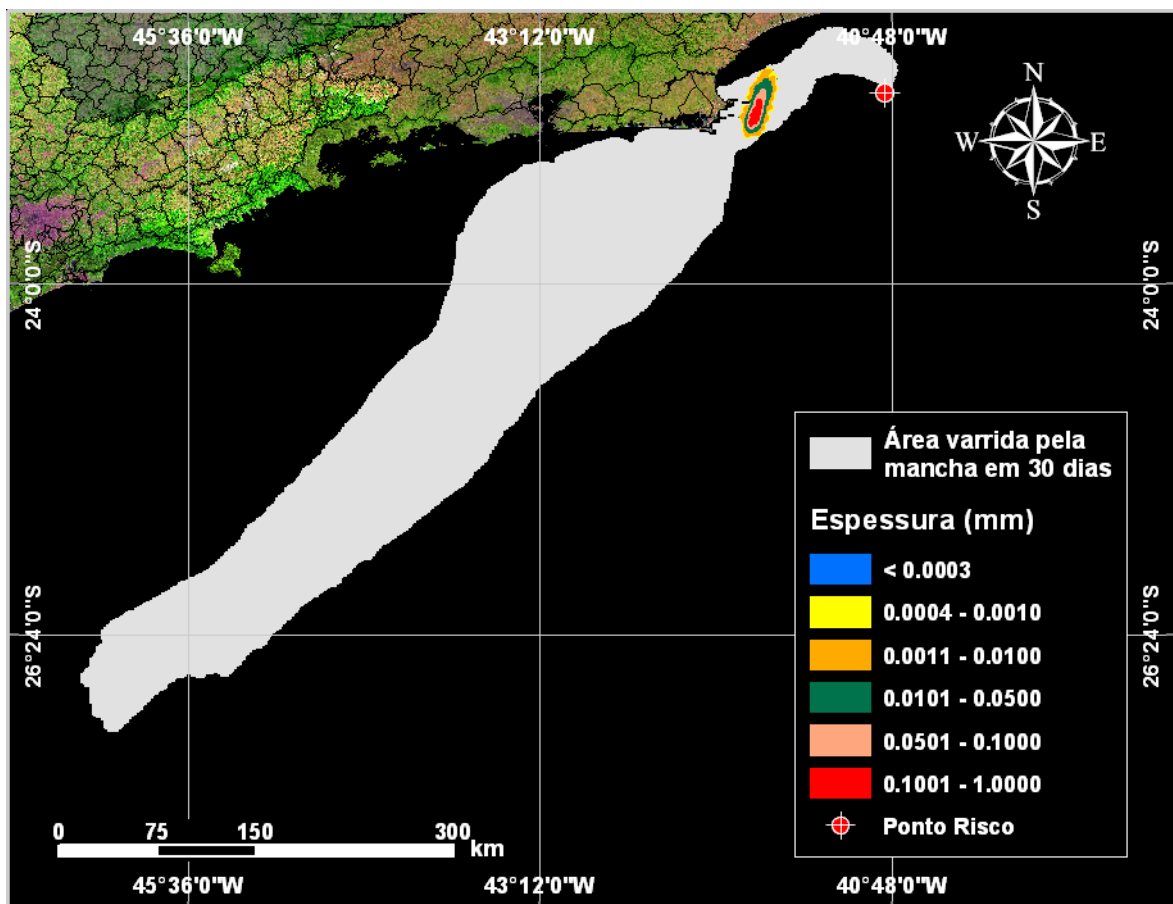 45°36'0"W
43°12'0"W
40°48'0"W
N
W
E
S
24°0'0"S
24°0'0"S
Área varrida pela
mancha em 30 dias
Espessura (mm)
< 0.0003
0.0004 - 0.0010
0.0011 - 0.0100
0.0101 - 0.0500
0.0501 - 0.1000
0.1001 - 1.0000
Ponto Risco
26°24'0"S
26°24'0"S
0 75 150 300
km
45°36'0"W
43°12'0"W
40°48'0"W